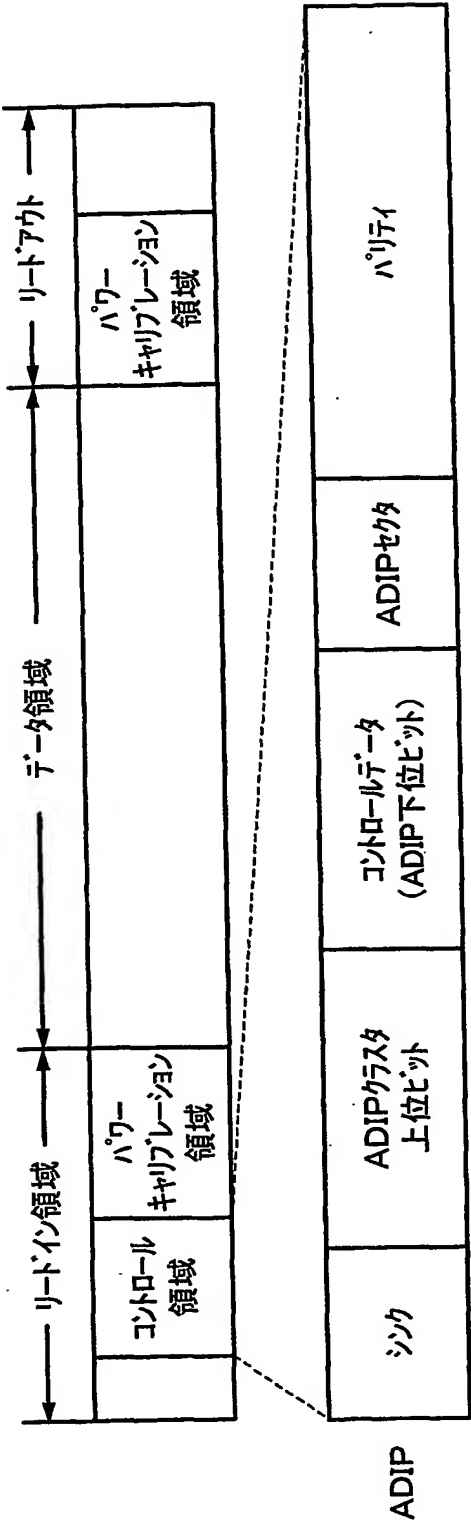 リードイン領域
データ領域
リードアウト
コントロール
領域
パワー
キャリブレーション
領域
パワー
キャリブレーション
領域
ADIP
シンク
ADIPクラスタ
上位ビット
コントロールデータ
(ADIP下位ビット)
ADIPセクタ
パリティ